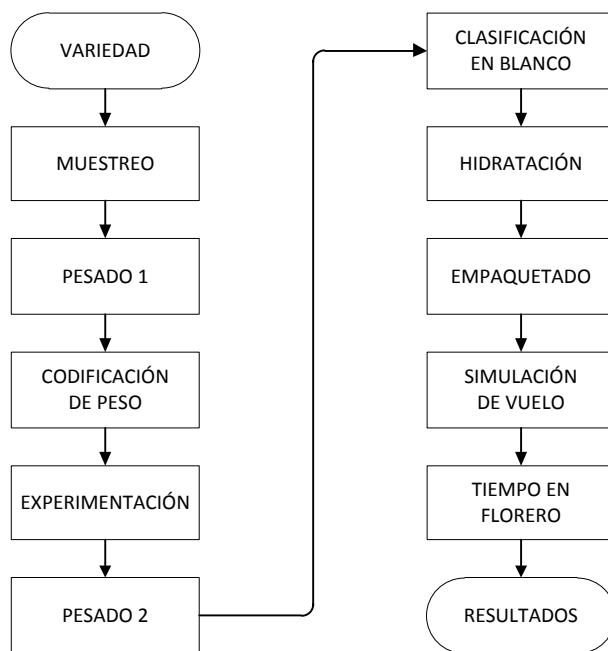 VARIEDAD
MUESTREO
PESADO 1
CODIFICACIÓN
DE PESO
EXPERIMENTACIÓN
PESADO 2
CLASIFICACIÓN
EN BLANCO
HIDRATACIÓN
EMPAQUETADO
SIMULACIÓN
DE VUELO
TIEMPO EN
FLORERO
RESULTADOS